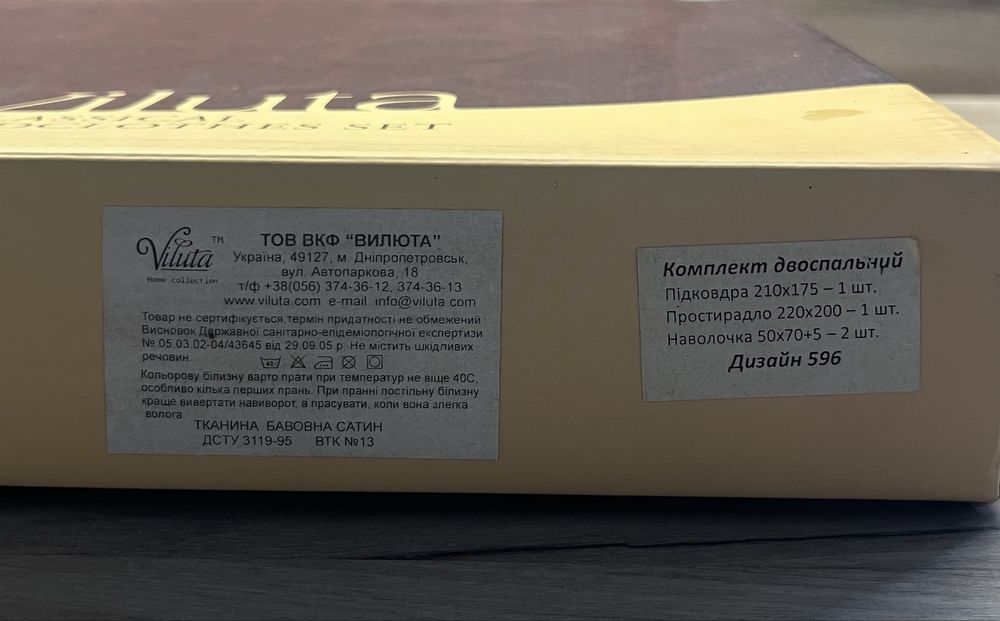 Viluta
CLASSICAL
CLOTHES SET
Viluta™
Home collection
ТОВ ВКФ “ВИЛЮТА”
Україна, 49127, м. Дніпропетровськ,
вул. Автопаркова, 18
т/ф +38(056) 374-36-12, 374-36-13
www.viluta.com e-mail: info@viluta.com
Товар не сертифікується,термін придатності не обмежений
Висновок Державної санітарно-епідеміологічної експертизи
№ 05.03.02-04/43645 від 29.09.05 р. Не містить шкідливих
речовин.
40
Кольорову білизну варто прати при температур не віще 40С,
особливо кілька перших прань. При пранні постільну білизну
краще вивертати навиворот, а прасувати, коли вона злегка
волога.
ТКАНИНА БАВОВНА САТИН
ДСТУ 3119-95 ВТК №13
Комплект двоспальний
Підковдра 210х175 – 1 шт.
Простирадло 220х200 – 1 шт.
Наволочка 50х70+5 – 2 шт.
Дизайн 596